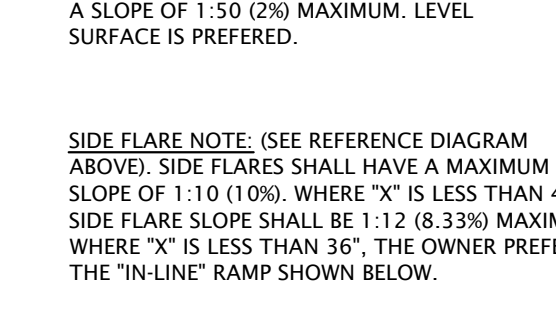 A SLOPE OF 1:50 (2%) MAXIMUM. LEVEL
SURFACE IS PREFERED.
SIDE FLARE NOTE: (SEE REFERENCE DIAGRAM
ABOVE). SIDE FLARES SHALL HAVE A MAXIMUM
SLOPE OF 1:10 (10%). WHERE "X" IS LESS THAN
SIDE FLARE SLOPE SHALL BE 1:12 (8.33%)
WHERE "X" IS LESS THAN 36", THE OWNER
THE "IN-LINE" RAMP SHOWN BELOW.